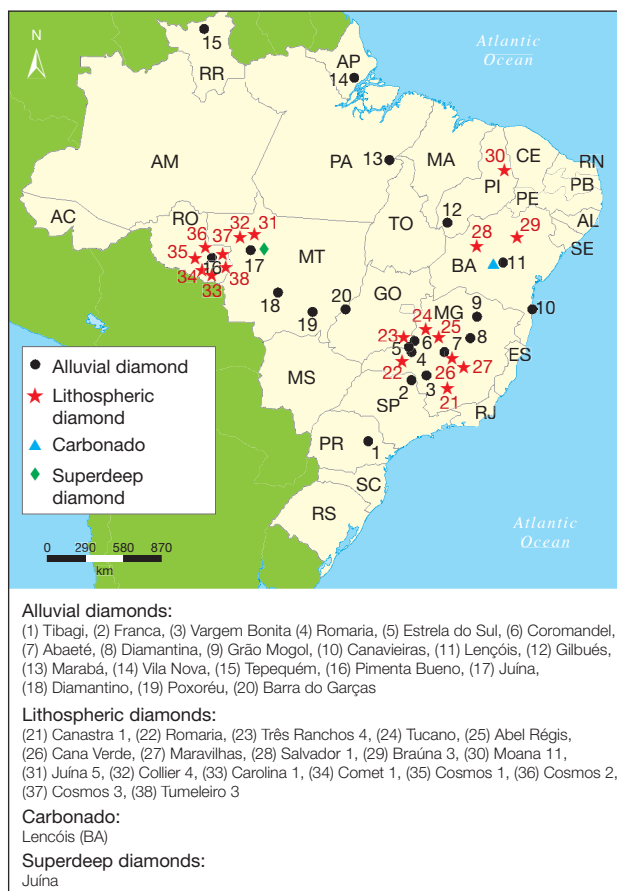 N
15
RR
AP
14
Atlantic
Ocean
AM
PA
13
MA
CE
30
RN
PB
PI
PE
AL
SE
AC
RO
TO
12
28
29
BA
11
36
37
32
31
35
16
17
34
33
38
MT
18
19
20
GO
10
MG
9
24
25
8
23
6
5
4
7
ES
22
26
27
2
3
21
MS
SP
RJ
PR
1
SC
RS
Alluvial diamond
Lithospheric
diamond
Carbonado
Superdeep
diamond
0 290 580 870
km
Atlantic
Ocean
Alluvial diamonds:
(1) Tibagi, (2) Franca, (3) Vargem Bonita (4) Romaria, (5) Estrela do Sul, (6) Coromandel,
(7) Abaeté, (8) Diamantina, (9) Grão Mogol, (10) Canavieiras, (11) Lençóis, (12) Gilbués,
(13) Marabá, (14) Vila Nova, (15) Tepequém, (16) Pimenta Bueno, (17) Juína,
(18) Diamantino, (19) Poxoréu, (20) Barra do Garças
Lithospheric diamonds:
(21) Canastra 1, (22) Romaria, (23) Três Ranchos 4, (24) Tucano, (25) Abel Régis,
(26) Cana Verde, (27) Maravilhas, (28) Salvador 1, (29) Braúna 3, (30) Moana 11,
(31) Juína 5, (32) Collier 4, (33) Carolina 1, (34) Comet 1, (35) Cosmos 1, (36) Cosmos 2,
(37) Cosmos 3, (38) Tumeleiro 3
Carbonado:
Lencóis (BA)
Superdeep diamonds:
Juína